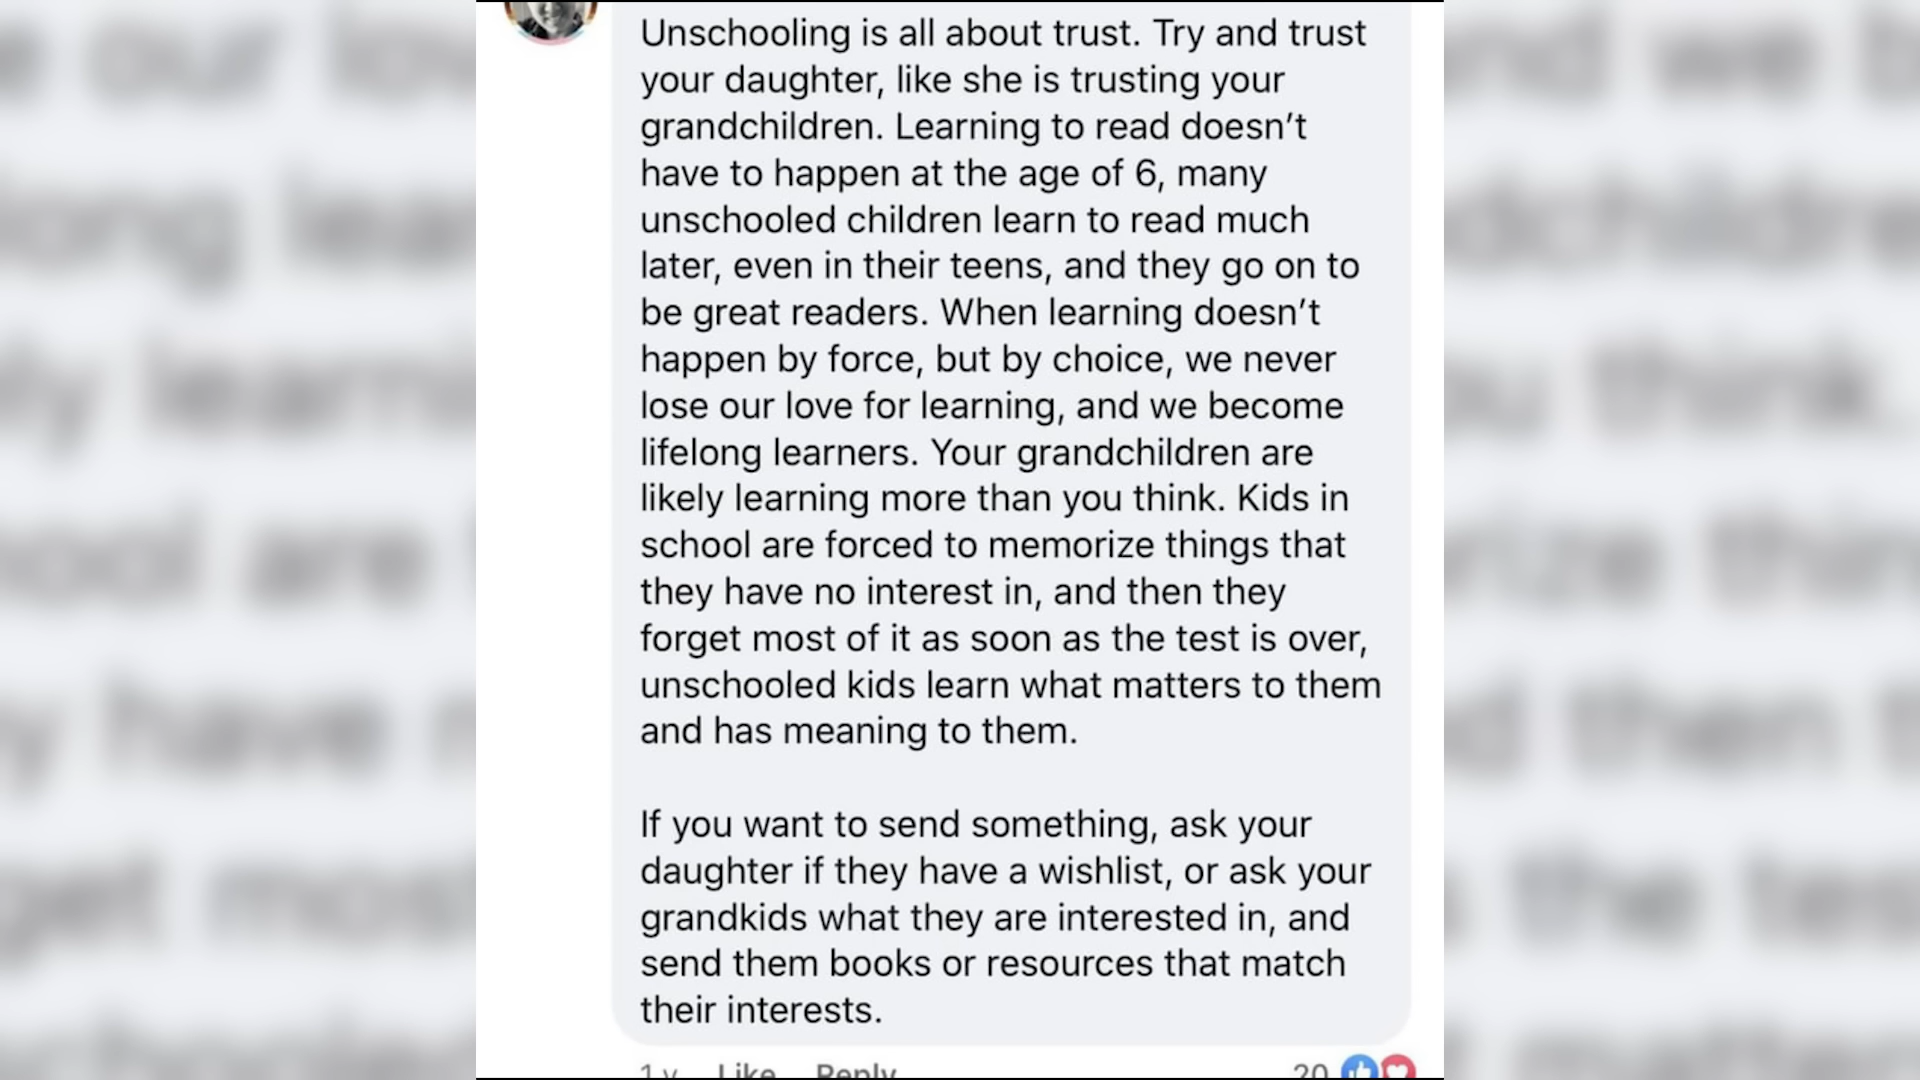 Unschooling is all about trust. Try and trust
your daughter, like she is trusting your
grandchildren. Learning to read doesn’t
have to happen at the age of 6, many
unschooled children learn to read much
later, even in their teens, and they go on to
be great readers. When learning doesn’t
happen by force, but by choice, we never
lose our love for learning, and we become
lifelong learners. Your grandchildren are
likely learning more than you think. Kids in
school are forced to memorize things that
they have no interest in, and then they
forget most of it as soon as the test is over,
unschooled kids learn what matters to them
and has meaning to them.
If you want to send something, ask your
daughter if they have a wishlist, or ask your
grandkids what they are interested in, and
send them books or resources that match
their interests.
1 y Like Reply 20